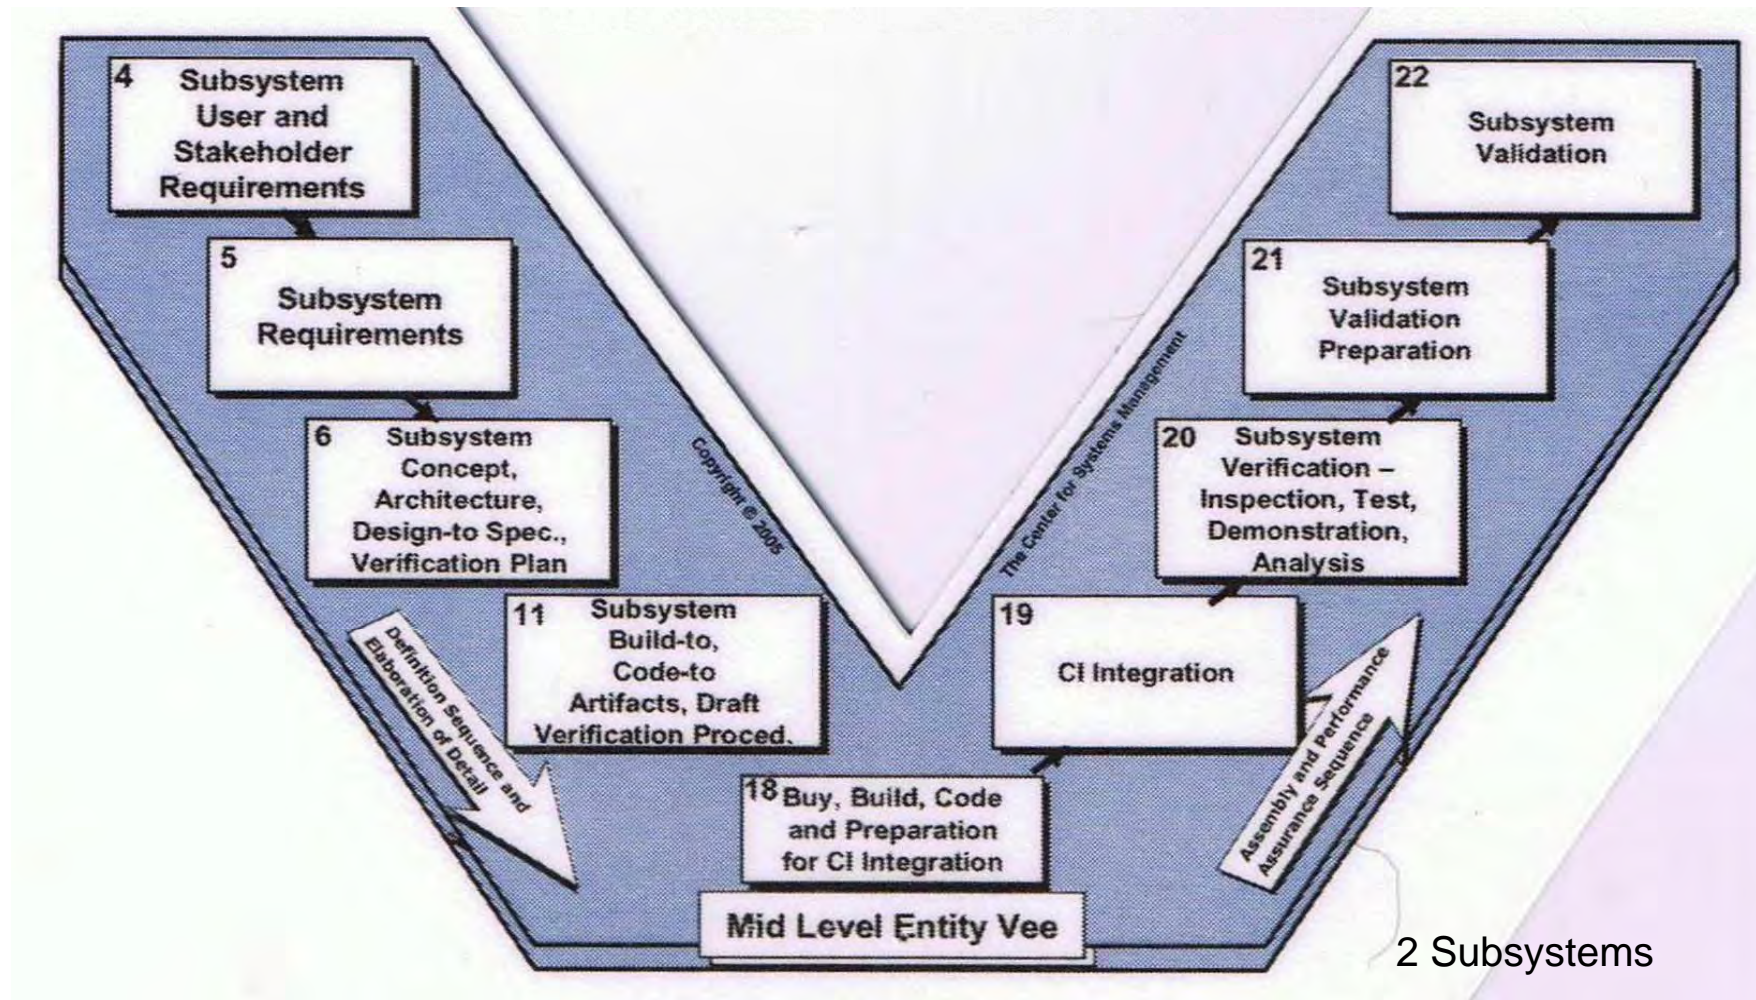 4
Subsystem
User and
Stakeholder
Requirements
5
Subsystem
Requirements
6
Subsystem
Concept,
Architecture,
Design-to Spec.,
Verification Plan
11
Subsystem
Build-to,
Code-to
Artifacts, Draft
Verification Proced.
Definition Sequence and
Elaboration of Detail
Copyright © 2005
18
Buy, Build, Code
and Preparation
for CI Integration
Mid Level Entity Vee
The Center for Systems Management
19
CI Integration
20
Subsystem
Verification –
Inspection, Test,
Demonstration,
Analysis
21
Subsystem
Validation
Preparation
22
Subsystem
Validation
Assembly and Performance
Assurance Sequence
2 Subsystems